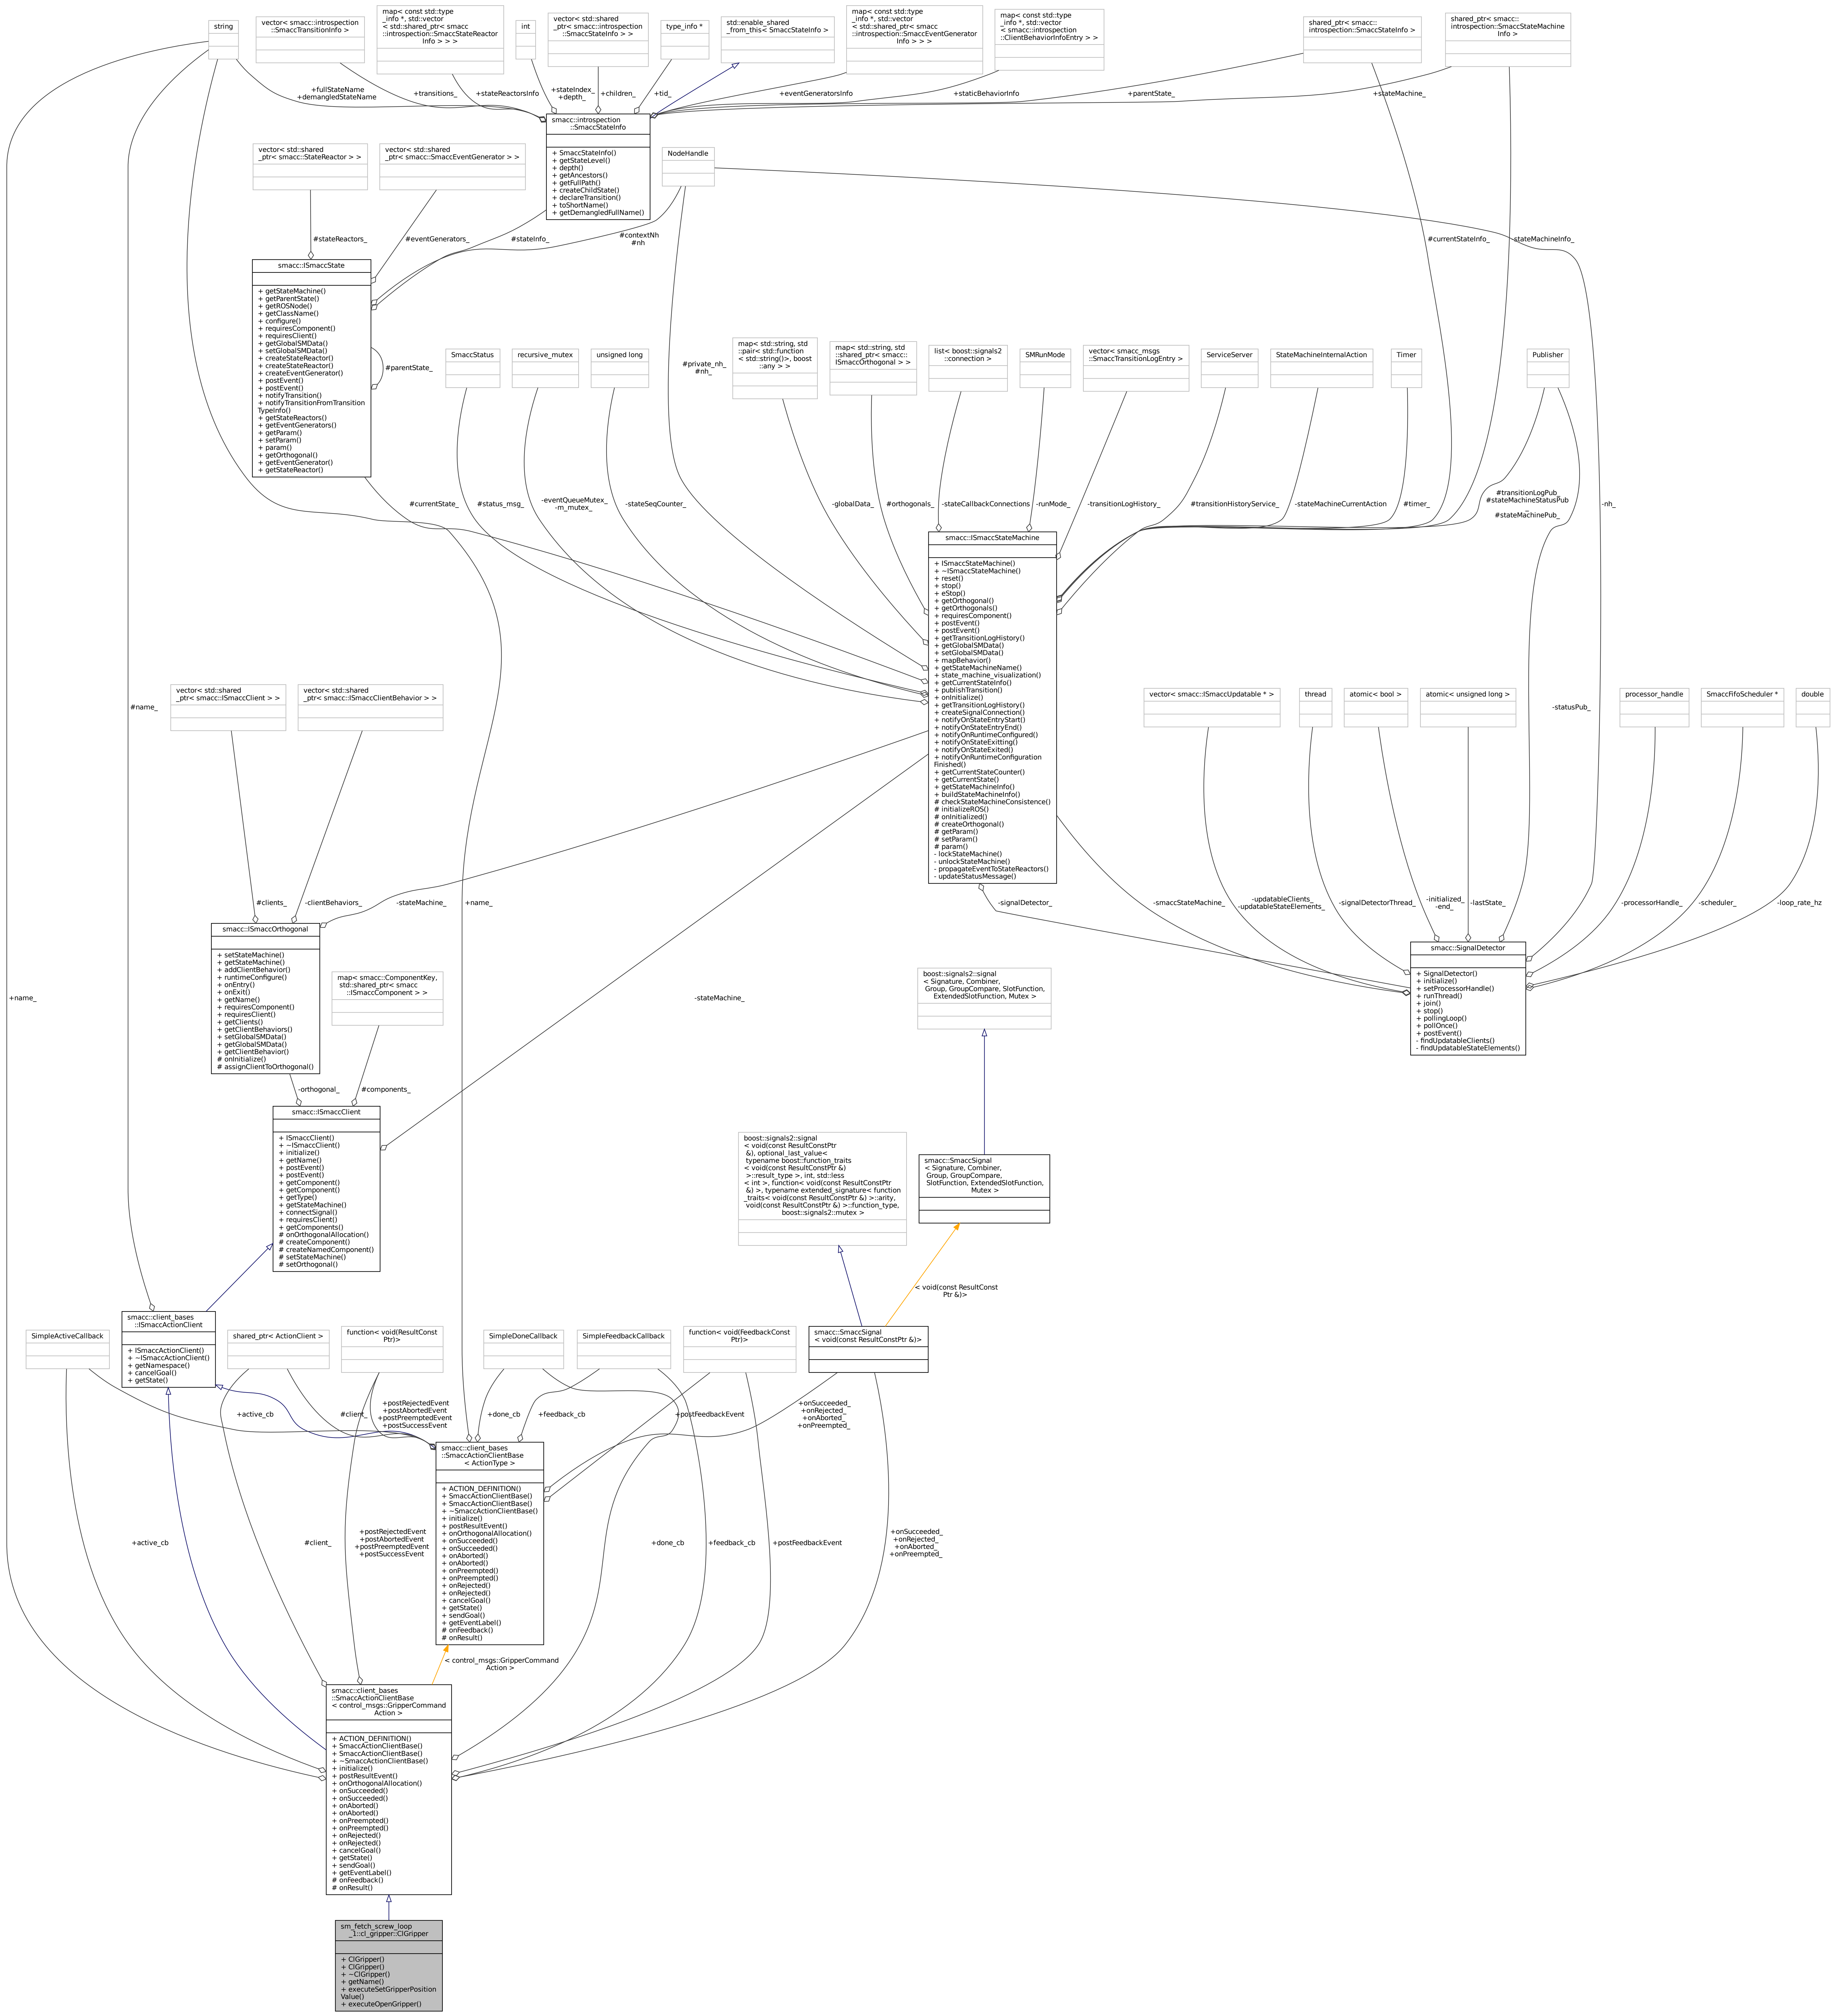 string
vector< smacc::introspection
::SmaccTransitionInfo >
map< const std::type
_info *, std::vector
< std::shared_ptr< smacc
::introspection::SmaccStateReactor
Info > > >
int
vector< std::shared
_ptr< smacc::introspection
::SmaccStateInfo > >
type_info *
std::enable_shared
_from_this< SmaccStateInfo >
map< const std::type
_info *, std::vector
< std::shared_ptr< smacc
::introspection::SmaccEventGenerator
Info > > >
map< const std::type
_info *, std::vector
< smacc::introspection
::ClientBehaviorInfoEntry > >
shared_ptr< smacc::
introspection::SmaccStateInfo >
shared_ptr< smacc::
introspection::SmaccStateMachine
Info >
+fullStateName
+demangledStateName
+transitions_
+stateReactorsInfo
+stateIndex_
+depth_
+children_
+tid_
+eventGeneratorsInfo
+staticBehaviorInfo
+parentState_
+stateMachine_
smacc::introspection
::SmaccStateInfo
+ SmaccStateInfo()
+ getStateLevel()
+ depth()
+ getAncestors()
+ getFullPath()
+ createChildState()
+ declareTransition()
+ toShortName()
+ getDemangledFullName()
vector< std::shared
_ptr< smacc::StateReactor > >
vector< std::shared
_ptr< smacc::SmaccEventGenerator > >
NodeHandle
#stateReactors_
#eventGenerators_
#stateInfo_
#contextNh
#nh
#currentStateInfo_
-stateMachineInfo_
smacc::ISmaccState
+ getStateMachine()
+ getParentState()
+ getROSNode()
+ getClassName()
+ configure()
+ requiresComponent()
+ requiresClient()
+ getGlobalSMData()
+ setGlobalSMData()
+ createStateReactor()
+ createStateReactor()
+ createEventGenerator()
+ postEvent()
+ postEvent()
+ notifyTransition()
+ notifyTransitionFromTransition
TypeInfo()
+ getStateReactors()
+ getEventGenerators()
+ getParam()
+ setParam()
+ param()
+ getOrthogonal()
+ getEventGenerator()
+ getStateReactor()
#parentState_
SmaccStatus
recursive_mutex
unsigned long
#private_nh_
#nh_
map< std::string, std
::pair< std::function
< std::string()>, boost
::any > >
map< std::string, std
::shared_ptr< smacc::
ISmaccOrthogonal > >
list< boost::signals2
::connection >
SMRunMode
vector< smacc_msgs
::SmaccTransitionLogEntry >
ServiceServer
StateMachineInternalAction
Timer
Publisher
#currentState_
#status_msg_
-eventQueueMutex_
-m_mutex_
-stateSeqCounter_
-globalData_
#orthogonals_
-stateCallbackConnections
-runMode_
-transitionLogHistory_
#transitionHistoryService_
-stateMachineCurrentAction
#timer_
#transitionLogPub_
#stateMachineStatusPub
_
#stateMachinePub_
-nh_
smacc::ISmaccStateMachine
+ ISmaccStateMachine()
+ ~ISmaccStateMachine()
+ reset()
+ stop()
+ eStop()
+ getOrthogonal()
+ getOrthogonals()
+ requiresComponent()
+ postEvent()
+ postEvent()
+ getTransitionLogHistory()
+ getGlobalSMData()
+ setGlobalSMData()
+ mapBehavior()
+ getStateMachineName()
+ state_machine_visualization()
+ getCurrentStateInfo()
+ publishTransition()
+ onInitialize()
+ getTransitionLogHistory()
+ createSignalConnection()
+ notifyOnStateEntryStart()
+ notifyOnStateEntryEnd()
+ notifyOnRuntimeConfigured()
+ notifyOnStateExitting()
+ notifyOnStateExited()
+ notifyOnRuntimeConfiguration
Finished()
+ getCurrentStateCounter()
+ getCurrentState()
+ getStateMachineInfo()
+ buildStateMachineInfo()
# checkStateMachineConsistence()
# initializeROS()
# onInitialized()
# createOrthogonal()
# getParam()
# setParam()
# param()
- lockStateMachine()
- unlockStateMachine()
- propagateEventToStateReactors()
- updateStatusMessage()
vector< std::shared
_ptr< smacc::ISmaccClient > >
vector< std::shared
_ptr< smacc::ISmaccClientBehavior > >
#name_
vector< smacc::ISmaccUpdatable * >
thread
atomic< bool >
atomic< unsigned long >
-statusPub_
processor_handle
SmaccFifoScheduler *
double
#clients_
-clientBehaviors_
-stateMachine_
+name_
-signalDetector_
-smaccStateMachine_
-updatableClients_
-updatableStateElements_
-signalDetectorThread_
-initialized_
-end_
-lastState_
-processorHandle_
-scheduler_
-loop_rate_hz
smacc::ISmaccOrthogonal
+ setStateMachine()
+ getStateMachine()
+ addClientBehavior()
+ runtimeConfigure()
+ onEntry()
+ onExit()
+ getName()
+ requiresComponent()
+ requiresClient()
+ getClients()
+ getClientBehaviors()
+ setGlobalSMData()
+ getGlobalSMData()
+ getClientBehavior()
# onInitialize()
# assignClientToOrthogonal()
map< smacc::ComponentKey,
std::shared_ptr< smacc
::ISmaccComponent > >
+name_
-stateMachine_
boost::signals2::signal
< Signature, Combiner,
Group, GroupCompare, SlotFunction,
ExtendedSlotFunction, Mutex >
smacc::SignalDetector
+ SignalDetector()
+ initialize()
+ setProcessorHandle()
+ runThread()
+ join()
+ stop()
+ pollingLoop()
+ pollOnce()
+ postEvent()
- findUpdatableClients()
- findUpdatableStateElements()
-orthogonal_
#components_
smacc::ISmaccClient
+ ISmaccClient()
+ ~ISmaccClient()
+ initialize()
+ getName()
+ postEvent()
+ postEvent()
+ getComponent()
+ getComponent()
+ getType()
+ getStateMachine()
+ connectSignal()
+ requiresClient()
+ getComponents()
# onOrthogonalAllocation()
# createComponent()
# createNamedComponent()
# setStateMachine()
# setOrthogonal()
boost::signals2::signal
< void(const ResultConstPtr
&), optional_last_value<
typename boost::function_traits
< void(const ResultConstPtr &)
>::result_type >, int, std::less
< int >, function< void(const ResultConstPtr
&) >, typename extended_signature< function
_traits< void(const ResultConstPtr &) >::arity,
void(const ResultConstPtr &) >::function_type,
boost::signals2::mutex >
smacc::SmaccSignal
< Signature, Combiner,
Group, GroupCompare,
SlotFunction, ExtendedSlotFunction,
Mutex >
< void(const ResultConst
Ptr &)>
smacc::client_bases
::ISmaccActionClient
+ ISmaccActionClient()
+ ~ISmaccActionClient()
+ getNamespace()
+ cancelGoal()
+ getState()
SimpleActiveCallback
shared_ptr< ActionClient >
function< void(ResultConst
Ptr)>
SimpleDoneCallback
SimpleFeedbackCallback
function< void(FeedbackConst
Ptr)>
smacc::SmaccSignal
< void(const ResultConstPtr &)>
+active_cb
#client_
+postRejectedEvent
+postAbortedEvent
+postPreemptedEvent
+postSuccessEvent
+done_cb
+feedback_cb
+postFeedbackEvent
+onSucceeded_
+onRejected_
+onAborted_
+onPreempted_
smacc::client_bases
::SmaccActionClientBase
< ActionType >
+ ACTION_DEFINITION()
+ SmaccActionClientBase()
+ SmaccActionClientBase()
+ ~SmaccActionClientBase()
+ initialize()
+ postResultEvent()
+ onOrthogonalAllocation()
+ onSucceeded()
+ onSucceeded()
+ onAborted()
+ onAborted()
+ onPreempted()
+ onPreempted()
+ onRejected()
+ onRejected()
+ cancelGoal()
+ getState()
+ sendGoal()
+ getEventLabel()
# onFeedback()
# onResult()
+active_cb
#client_
+postRejectedEvent
+postAbortedEvent
+postPreemptedEvent
+postSuccessEvent
+done_cb
+feedback_cb
+postFeedbackEvent
+onSucceeded_
+onRejected_
+onAborted_
+onPreempted_
< control_msgs::GripperCommand
Action >
smacc::client_bases
::SmaccActionClientBase
< control_msgs::GripperCommand
Action >
+ ACTION_DEFINITION()
+ SmaccActionClientBase()
+ SmaccActionClientBase()
+ ~SmaccActionClientBase()
+ initialize()
+ postResultEvent()
+ onOrthogonalAllocation()
+ onSucceeded()
+ onSucceeded()
+ onAborted()
+ onAborted()
+ onPreempted()
+ onPreempted()
+ onRejected()
+ onRejected()
+ cancelGoal()
+ getState()
+ sendGoal()
+ getEventLabel()
# onFeedback()
# onResult()
sm_fetch_screw_loop
_1::cl_gripper::ClGripper
+ ClGripper()
+ ClGripper()
+ ~ClGripper()
+ getName()
+ executeSetGripperPosition
Value()
+ executeOpenGripper()